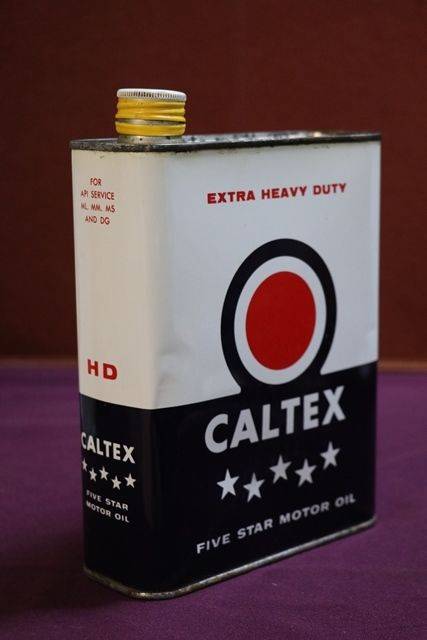 FOR
API SERVICE
ML. MM. MS
AND DG
HD
CALTEX
FIVE STAR
MOTOR OIL
EXTRA HEAVY DUTY
CALTEX
FIVE STAR MOTOR OIL